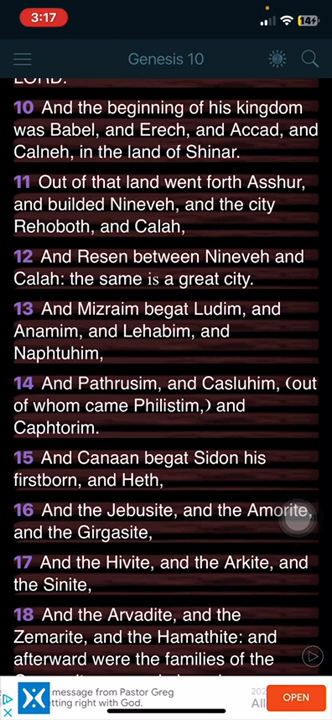 3:17
14
Genesis 10
LORD.
10 And the beginning of his kingdom
was Babel, and Erech, and Accad, and
Calneh, in the land of Shinar.
11 Out of that land went forth Asshur,
and builded Nineveh, and the city
Rehoboth, and Calah,
12 And Resen between Nineveh and
Calah: the same is a great city.
13 And Mizraim begat Ludim, and
Anamim, and Lehabim, and
Naphtuhim,
14 And Pathrusim, and Casluhim, (out
of whom came Philistim,) and
Caphtorim.
15 And Canaan begat Sidon his
firstborn, and Heth,
16 And the Jebusite, and the Amorite,
and the Girgasite,
17 And the Hivite, and the Arkite, and
the Sinite,
18 And the Arvadite, and the
Zemarite, and the Hamathite: and
afterward were the families of the
message from Pastor Greg
tting right with God.
202
All
OPEN